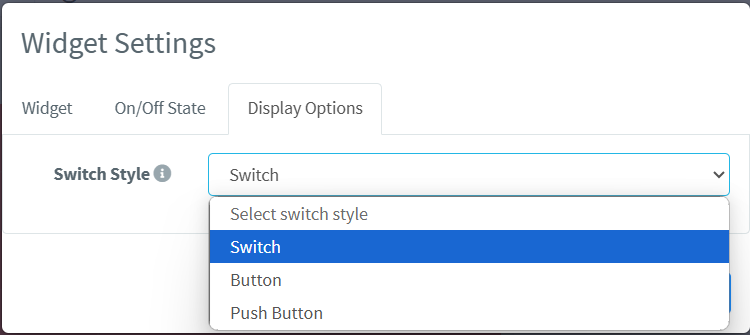 Widget Settings
Widget On/Off State Display Options
Switch Style Switch
Select switch style
Switch
Button
Push Button